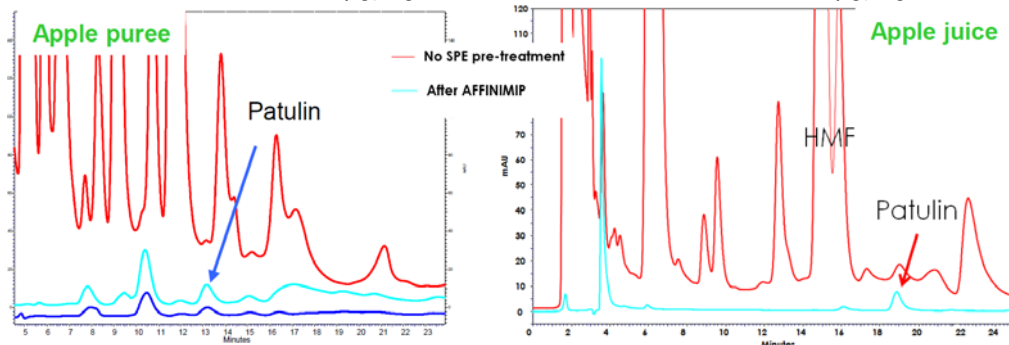 Apple puree
Patulin
No SPE pre-treatment
After AFFINIMIP
5 6 7 8 9 10 11 12 13 14 15 16 17 18 19 20 21 22 23
Minutes
Apple juice
HMF
Patulin
120
110
100
90
70
60
50
40
30
20
10
0
mAU
0 2 4 6 8 10 12 14 16 18 20 22 24
Minutes